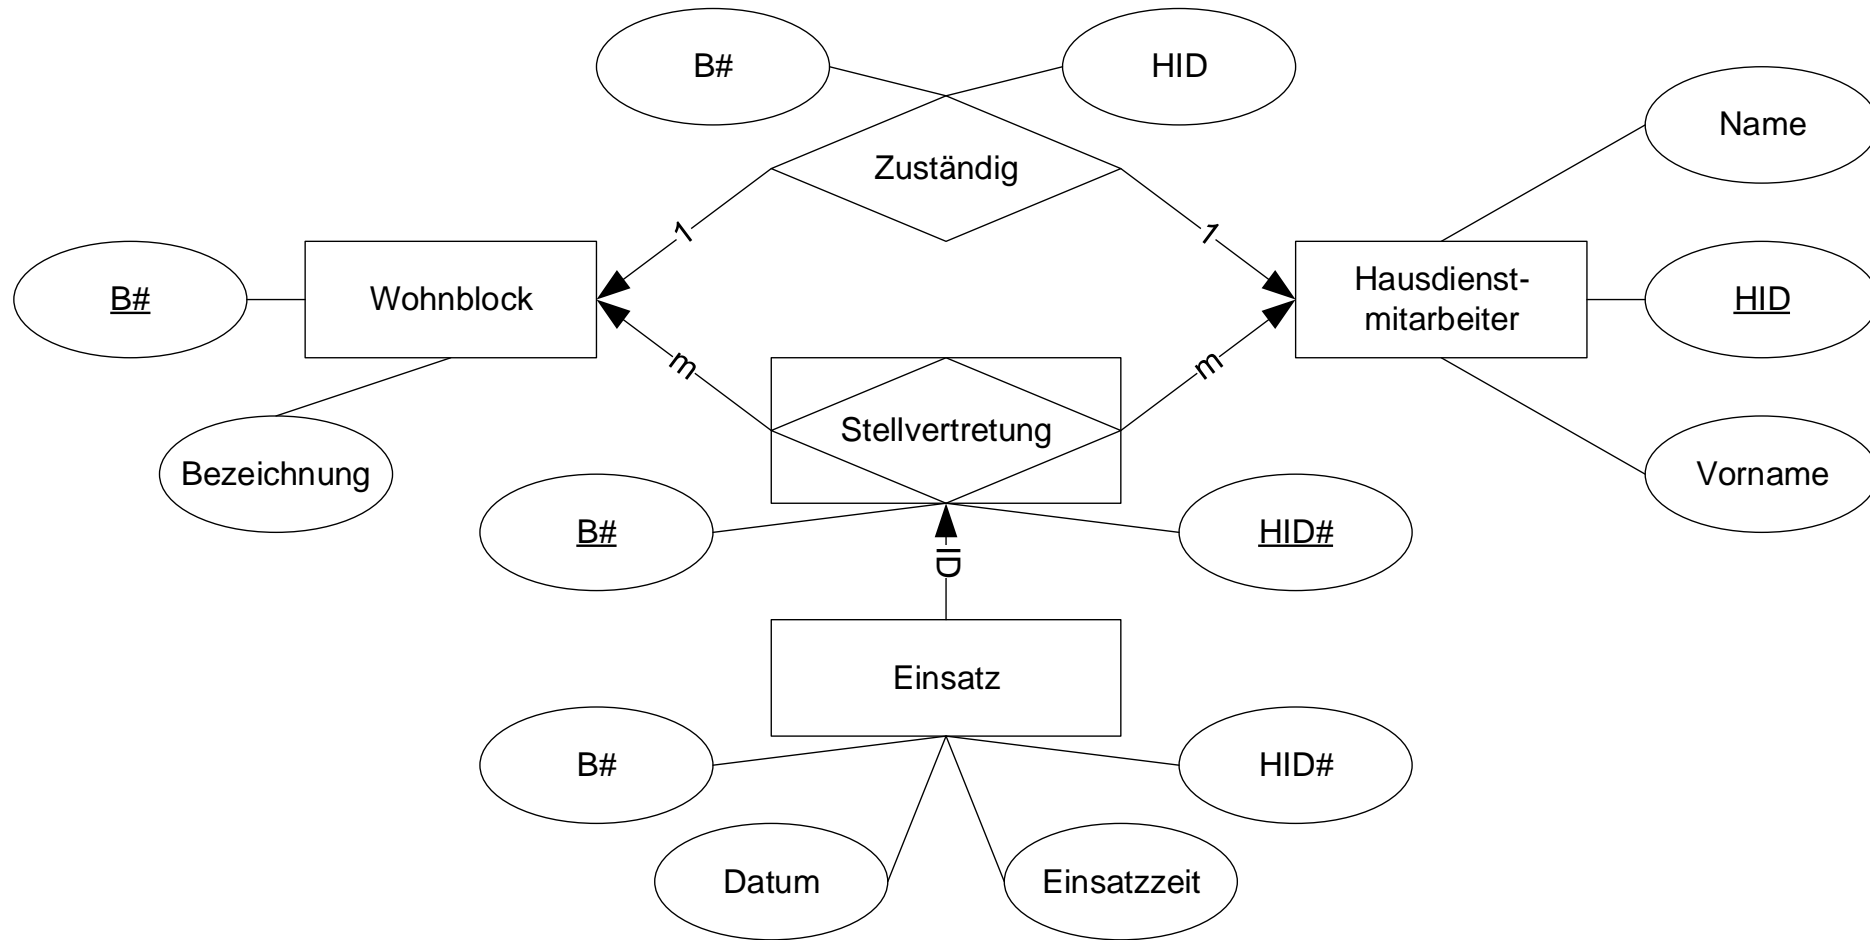 B#
HID
Name
Zuständig
1
1
B#
Wohnblock
Hausdienst-
mitarbeiter
HID
m
m
Stellvertretung
Bezeichnung
Vorname
B#
HID#
ID
Einsatz
B#
HID#
Datum
Einsatzzeit